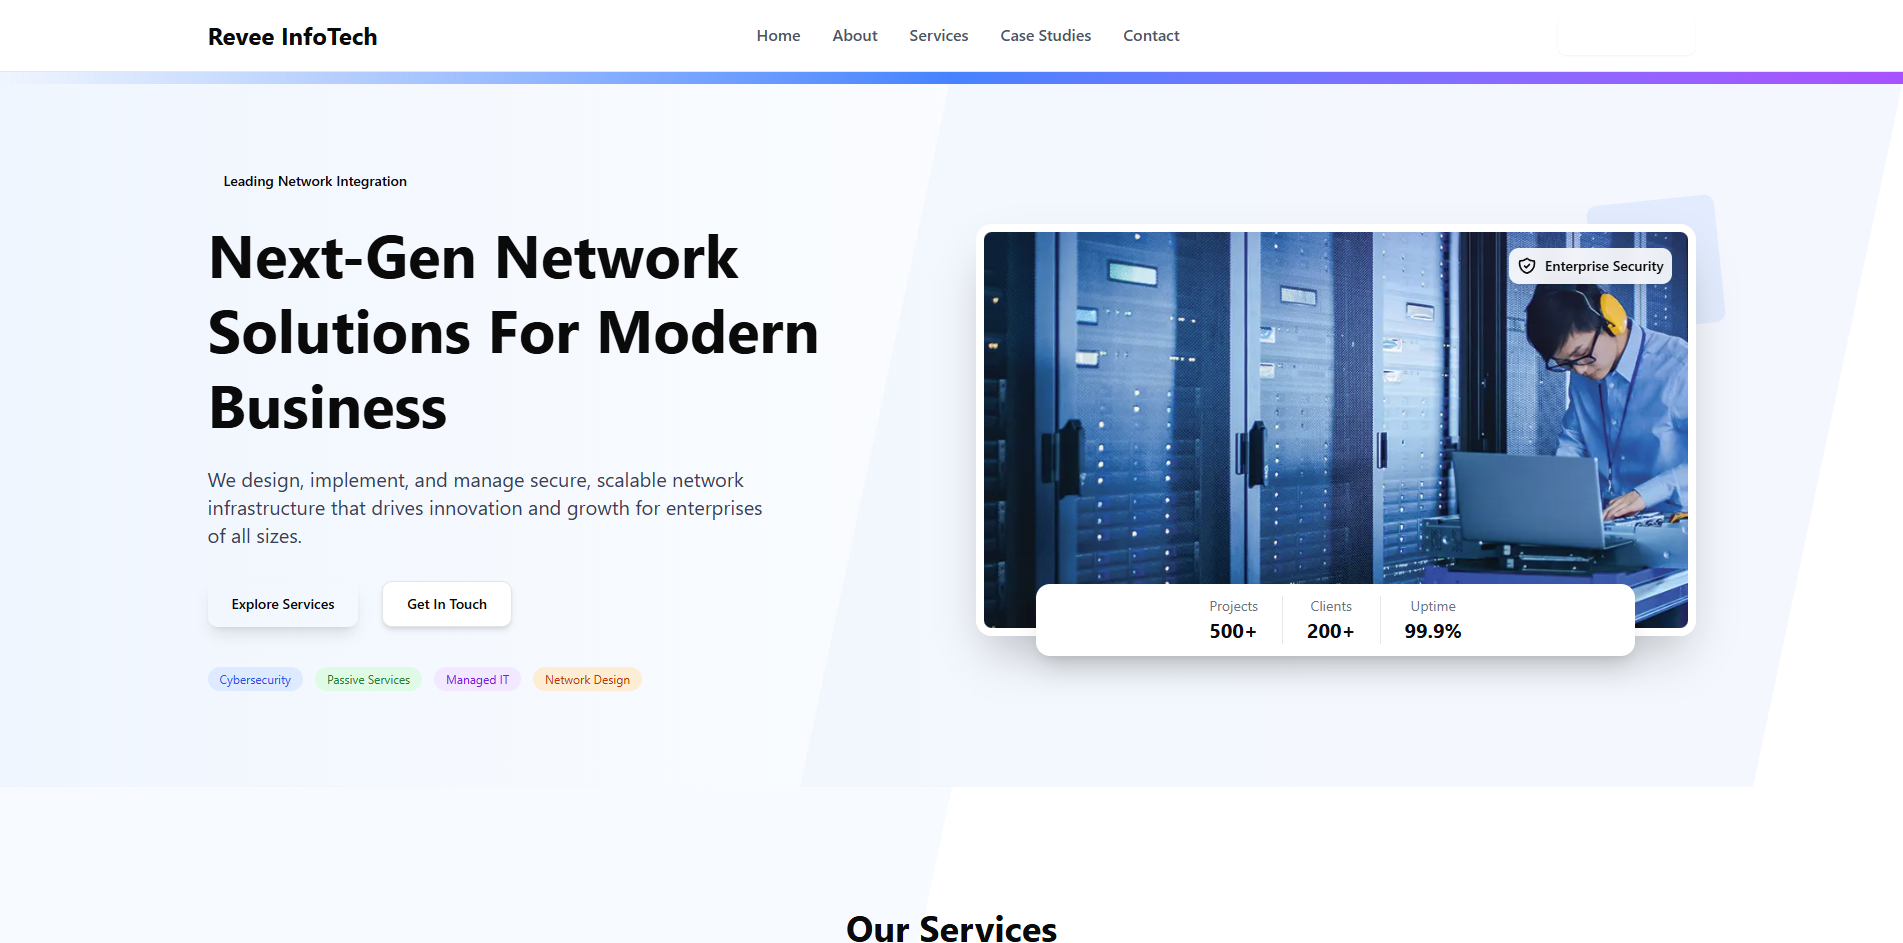 Revee InfoTech
Home
About
Services
Case Studies
Contact
Leading Network Integration
Next-Gen Network
Solutions For Modern
Business
We design, implement, and manage secure, scalable network
infrastructure that drives innovation and growth for enterprises
of all sizes.
Explore Services
Get In Touch
Cybersecurity
Passive Services
Managed IT
Network Design
Enterprise Security
Projects
500+
Clients
200+
Uptime
99.9%
Our Services